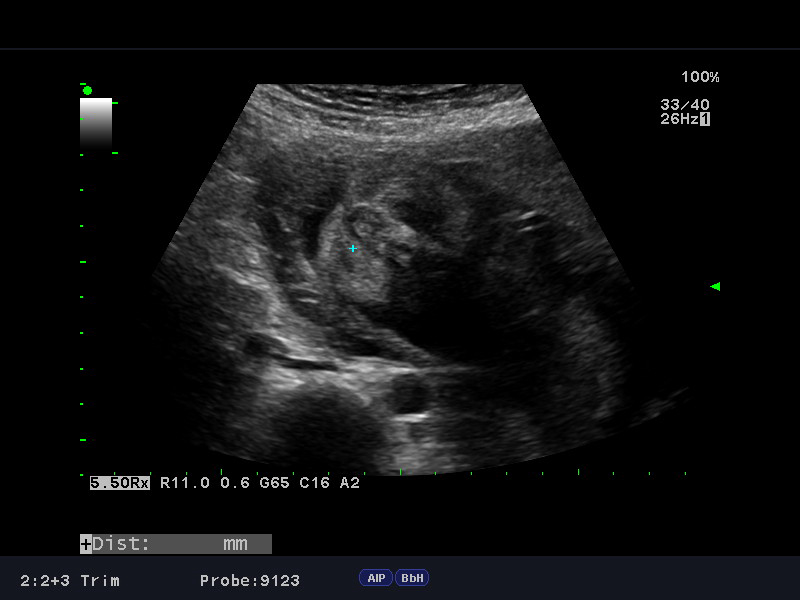 100%
33/40
26Hz1
5.50Rx R11.0 0.6 G65 C16 A2
+Dist: mm
2:2+3 Trim Probe:9123 AIP BbH